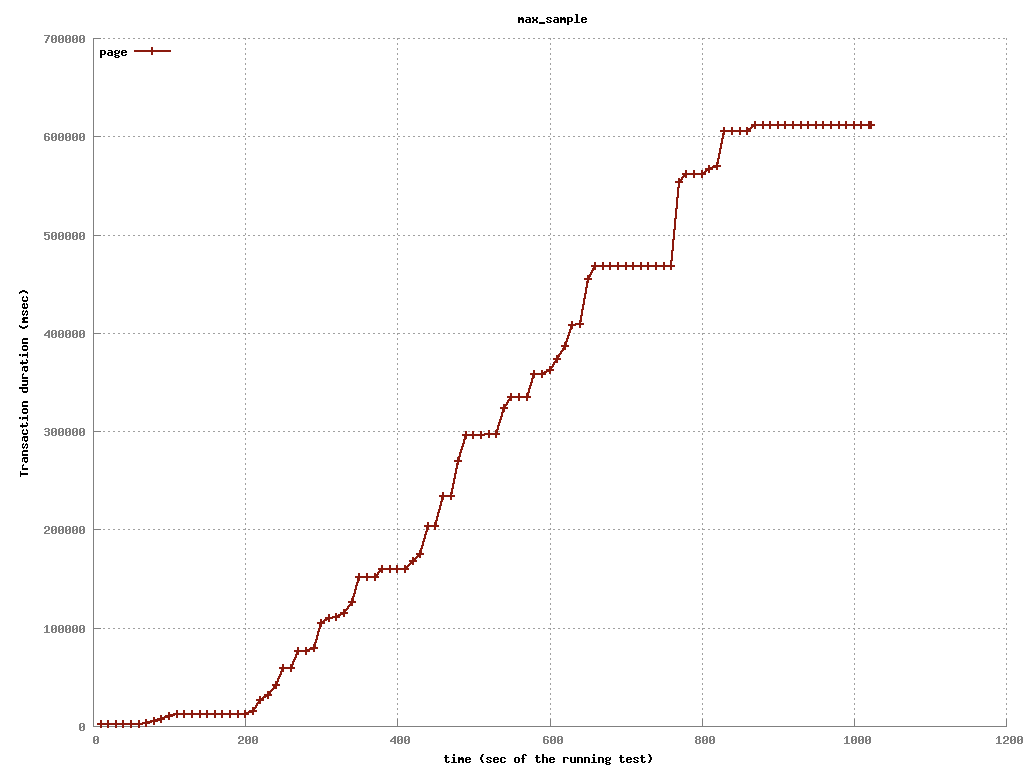 max_sample
page
700000
600000
500000
400000
300000
200000
100000
0
Transaction duration (msec)
0 200 400 600 800 1000 1200
time (sec of the running test)